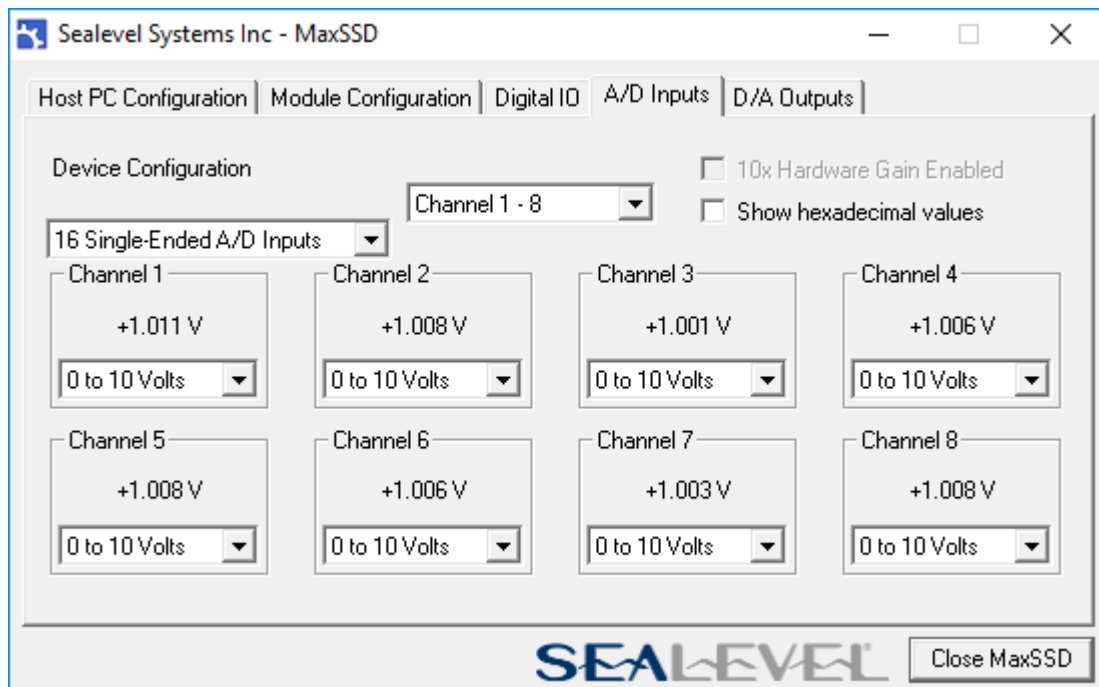 Sealevel Systems Inc - MaxSSD
Host PC Configuration Module Configuration Digital IO A/D Inputs D/A Outputs
Device Configuration
10x Hardware Gain Enabled
Channel 1 - 8
Show hexadecimal values
16 Single-Ended A/D Inputs
Channel 1 Channel 2 Channel 3 Channel 4
+1.011 V +1.008 V +1.001 V +1.006 V
0 to 10 Volts 0 to 10 Volts 0 to 10 Volts 0 to 10 Volts
Channel 5 Channel 6 Channel 7 Channel 8
+1.008 V +1.006 V +1.003 V +1.008 V
0 to 10 Volts 0 to 10 Volts 0 to 10 Volts 0 to 10 Volts
SEALEVEL Close MaxSSD